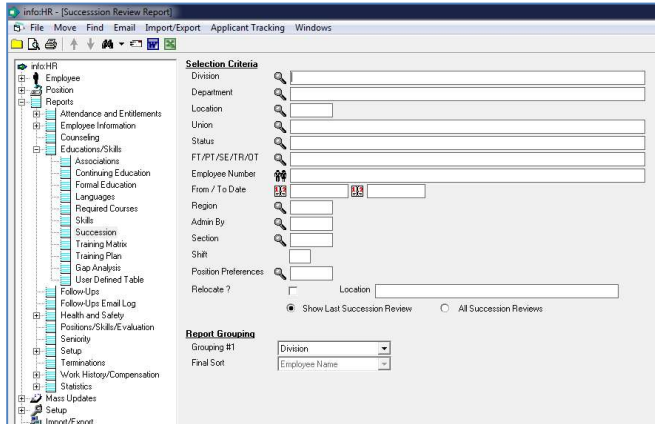 info:HR - [Successsion Review Report]
File Move Find Email Import/Export Applicant Tracking Windows
info:HR
Employee
Position
Reports
Attendance and Entitlements
Employee Information
Counseling
Educations/Skills
Associations
Continuing Education
Formal Education
Languages
Required Courses
Skills
Succession
Training Matrix
Training Plan
Gap Analysis
User Defined Table
Follow-Ups
Follow-Ups Email Log
Health and Safety
Positions/Skills/Evaluation
Seniority
Setup
Terminations
Work History/Compensation
Statistics
Mass Updates
Setup
Import/Export
Selection Criteria
Division
Department
Location
Union
Status
FT/PT/SE/TR/OT
Employee Number
From / To Date
Region
Admin By
Section
Shift
Position Preferences
Relocate ? Location
Show Last Succession Review All Succession Reviews
Report Grouping
Grouping #1 Division
Final Sort Employee Name